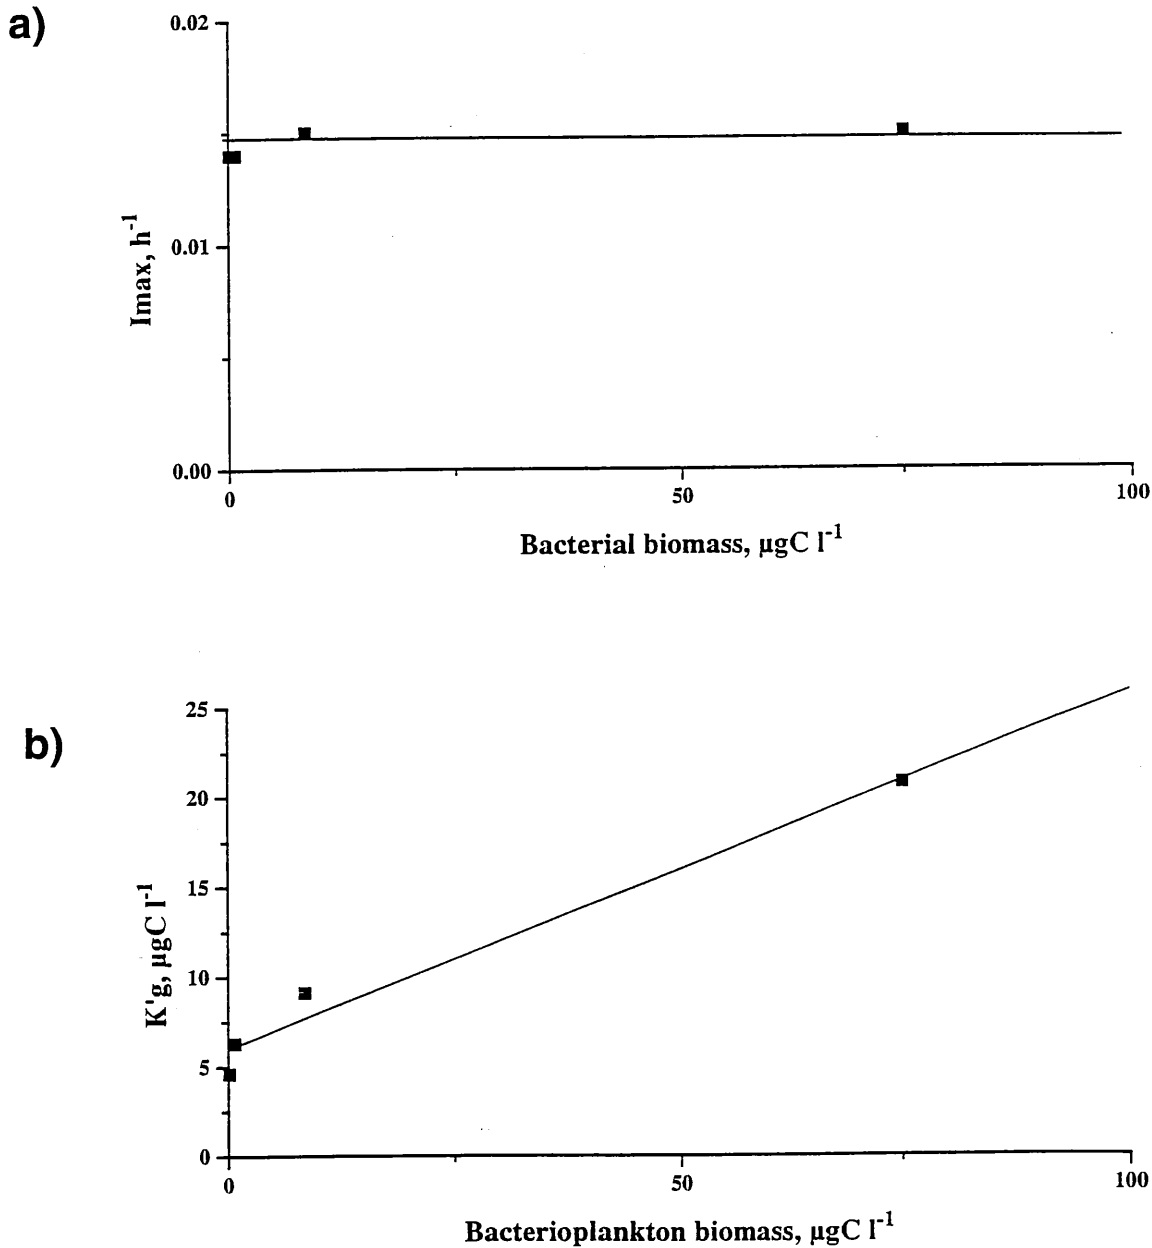 a)
0.02
0.01
0.00
Imax, h-1
0
50
100
Bacterial biomass, µgC l-1
b)
25
20
15
10
5
0
K'g, µgC l-1
0
50
100
Bacterioplankton biomass, µgC l-1